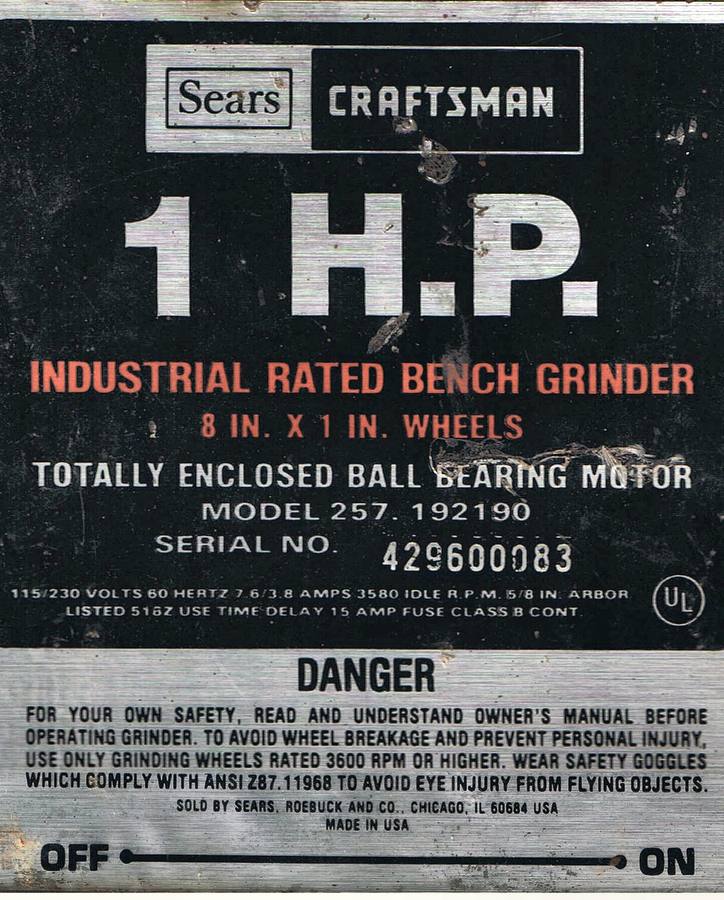 Sears CRAFTSMAN
1 H.P.
INDUSTRIAL RATED BENCH GRINDER
8 IN. X 1 IN. WHEELS
TOTALLY ENCLOSED BALL BEARING MOTOR
MODEL 257. 192190
SERIAL NO. 429600083
115/230 VOLTS 60 HERTZ 7.6/3.8 AMPS 3580 IDLE R.P.M. 5/8 IN. ARBOR
LISTED 516Z USE TIME DELAY 15 AMP FUSE CLASS B CONT.
UL
DANGER
FOR YOUR OWN SAFETY, READ AND UNDERSTAND OWNER'S MANUAL BEFORE
OPERATING GRINDER. TO AVOID WHEEL BREAKAGE AND PREVENT PERSONAL INJURY,
USE ONLY GRINDING WHEELS RATED 3600 RPM OR HIGHER. WEAR SAFETY GOGGLES
WHICH COMPLY WITH ANSI Z87.11968 TO AVOID EYE INJURY FROM FLYING OBJECTS.
SOLD BY SEARS, ROEBUCK AND CO., CHICAGO, IL 60684 USA
MADE IN USA
OFF ON